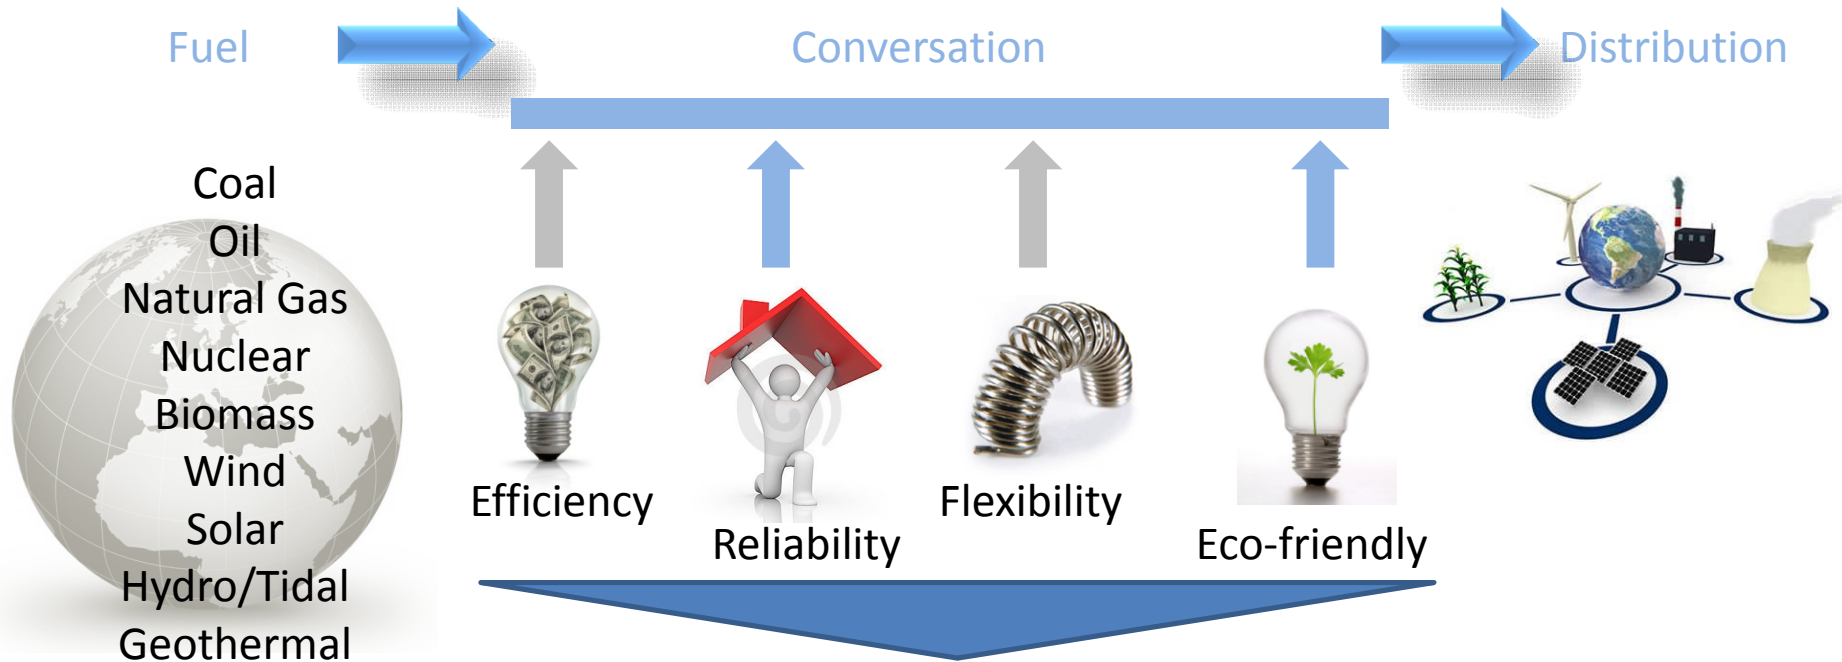 Fuel
Conversation
Distribution
Coal
Oil
Natural Gas
Nuclear
Biomass
Wind
Solar
Hydro/Tidal
Geothermal
Efficiency
Reliability
Flexibility
Eco-friendly